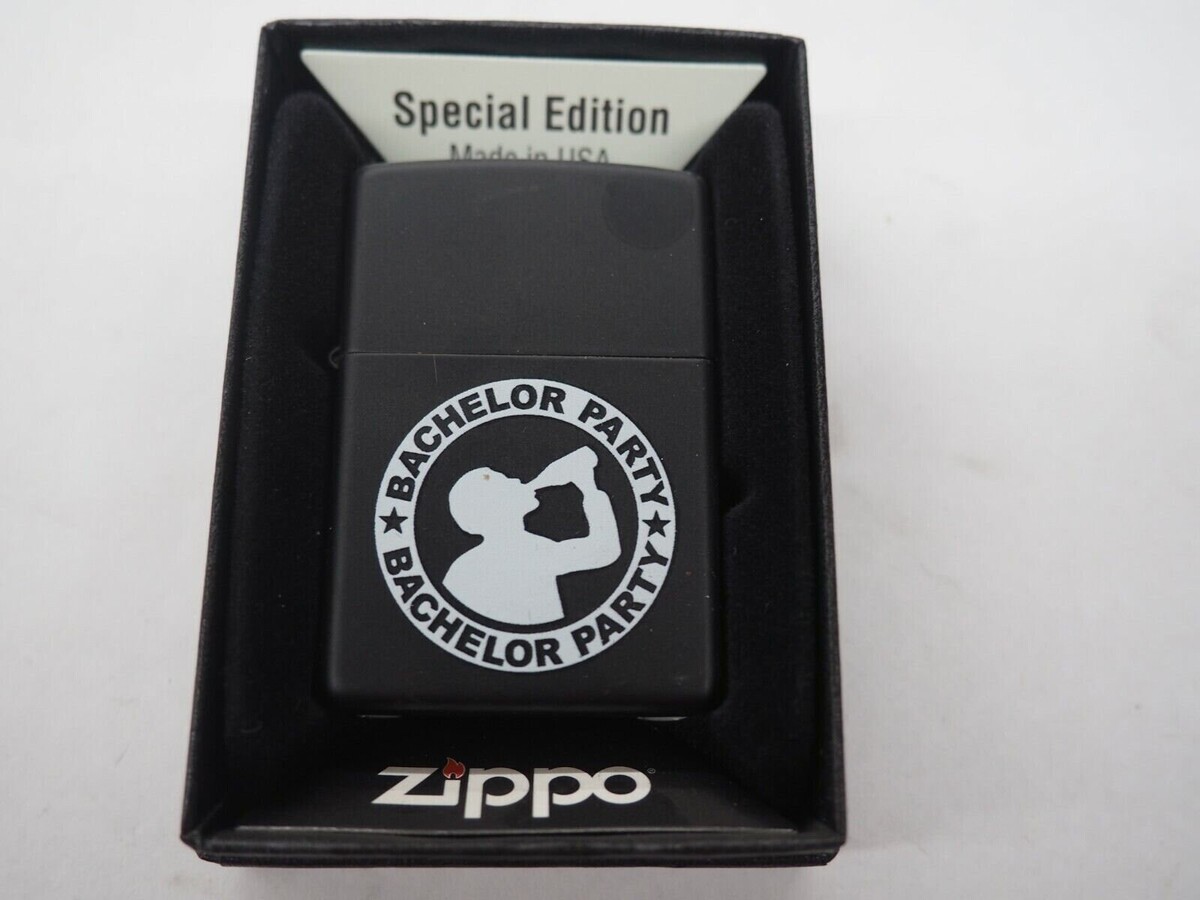 Special Edition
Made in USA
BACHELOR PARTY
★ BACHELOR PARTY ★
zippo